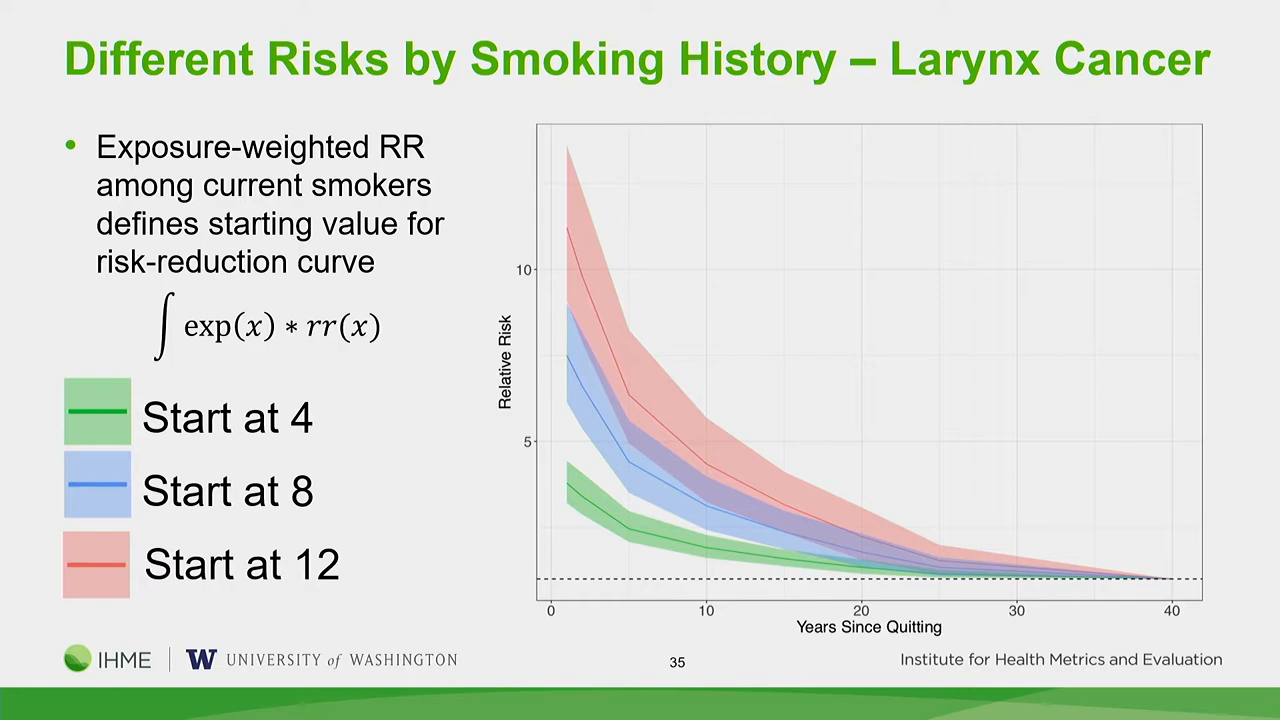 Different Risks by Smoking History – Larynx Cancer
• Exposure-weighted RR
among current smokers
defines starting value for
risk-reduction curve
∫ exp(x) ∗ rr(x)
Start at 4
Start at 8
Start at 12
Relative Risk
10
5
0 10 20 30 40
Years Since Quitting
IHME
W UNIVERSITY of WASHINGTON
35
Institute for Health Metrics and Evaluation